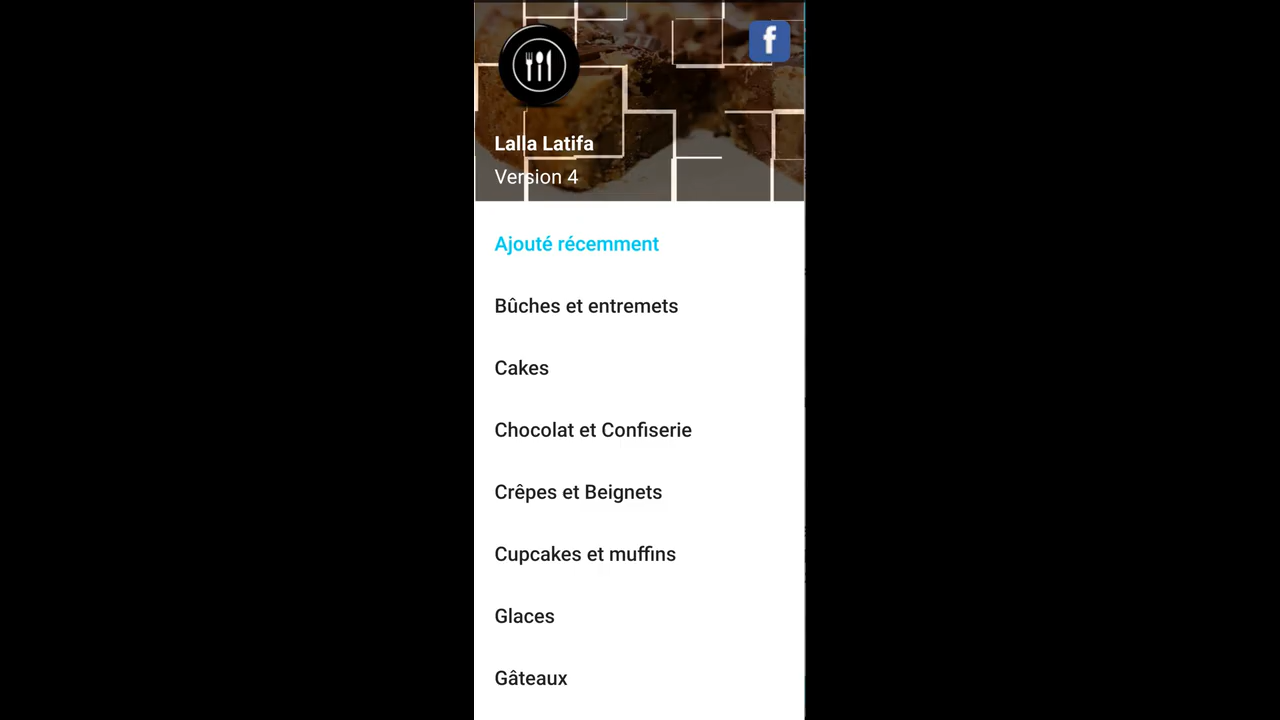 f
Lalla Latifa
Version 4
Ajouté récemment
Bûches et entremets
Cakes
Chocolat et Confiserie
Crêpes et Beignets
Cupcakes et muffins
Glaces
Gâteaux